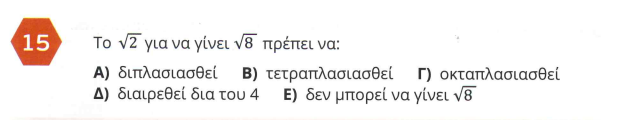 15
Το √2 για να γίνει √8 πρέπει να:
Α) διπλασιασθεί Β) τετραπλασιασθεί Γ) οκταπλασιασθεί
Δ) διαιρεθεί δια του 4 Ε) δεν μπορεί να γίνει √8